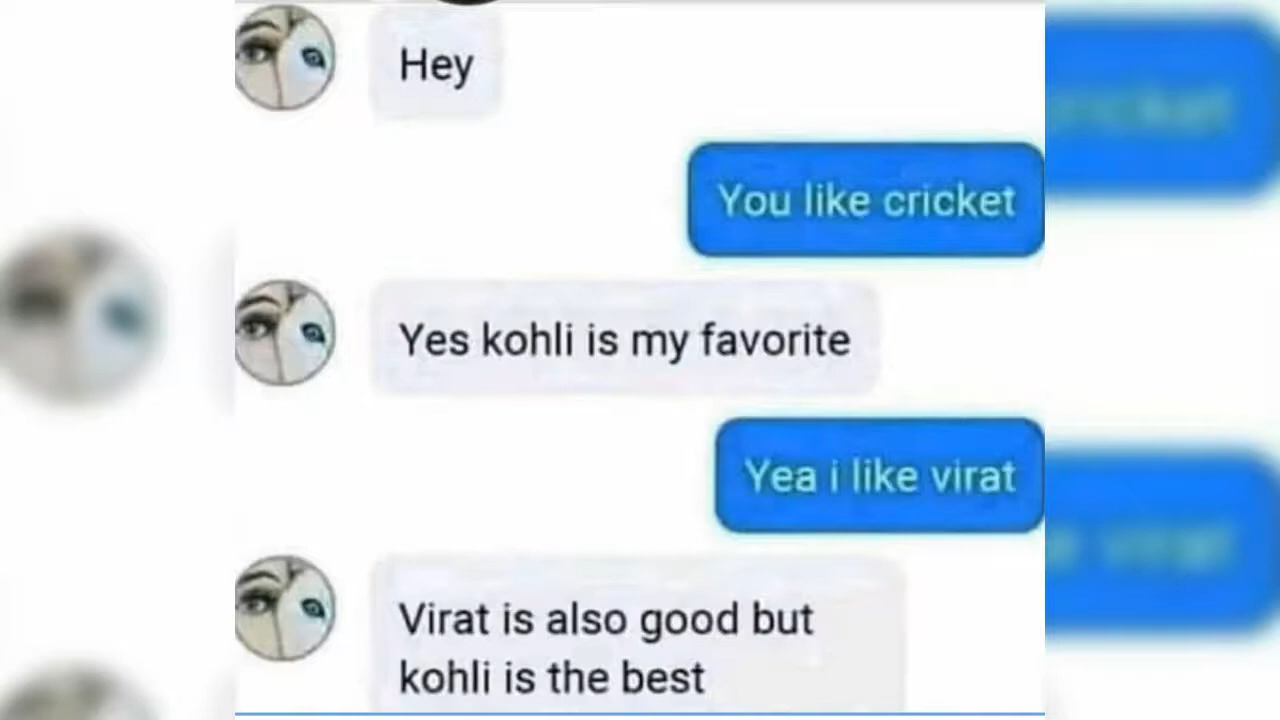 Hey
You like cricket
Yes kohli is my favorite
Yea i like virat
Virat is also good but
kohli is the best